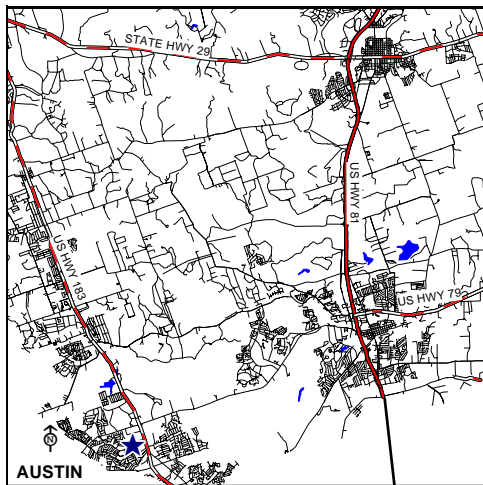 STATE HWY 29
US HWY 81
US HWY 183
US HWY 79
N
AUSTIN